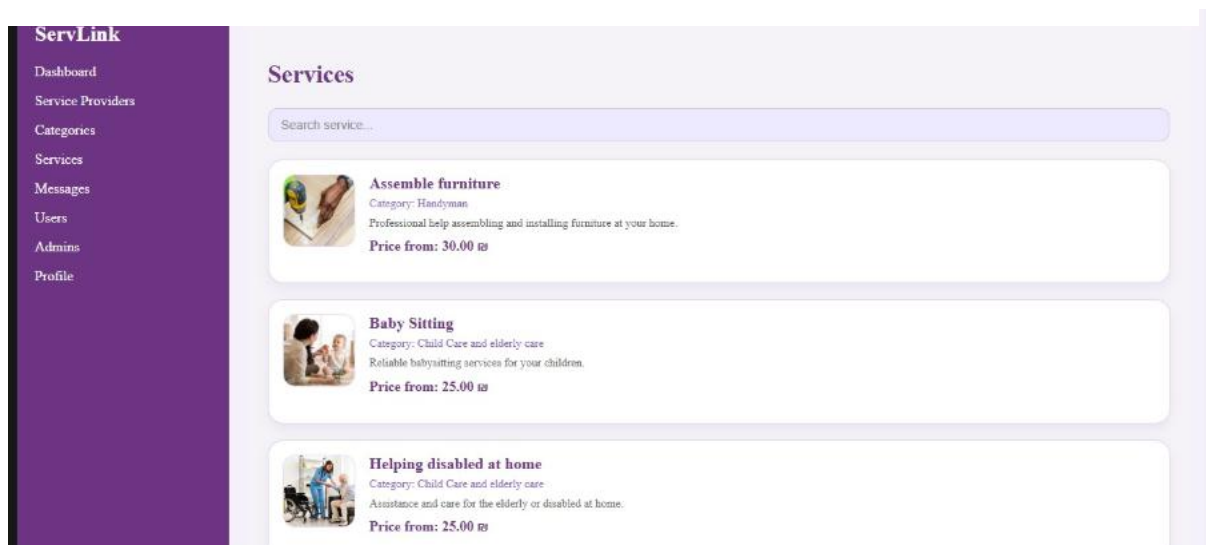 ServLink
Dashboard
Service Providers
Categories
Services
Messages
Users
Admins
Profile
Services
Search service...
Assemble furniture
Category: Handyman
Professional help assembling and installing furniture at your home.
Price from: 30.00 ₪
Baby Sitting
Category: Child Care and elderly care
Reliable babysitting services for your children.
Price from: 25.00 ₪
Helping disabled at home
Category: Child Care and elderly care
Assistance and care for the elderly or disabled at home.
Price from: 25.00 ₪